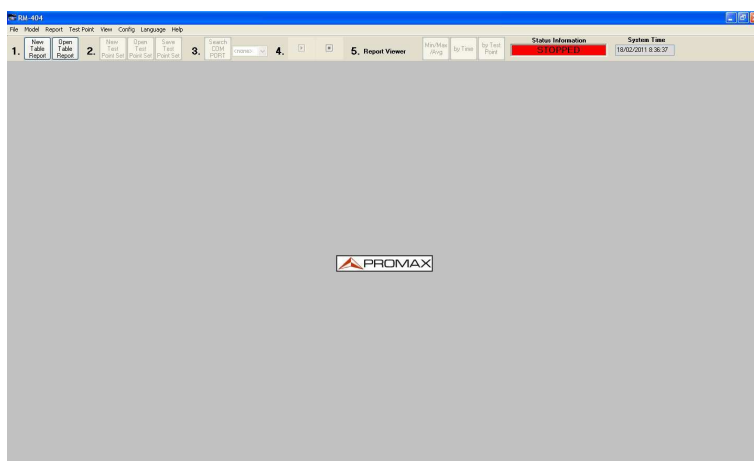 RM-404
File Model Report Test Point View Config Language Help
1. New Table Report Open Table Report 2. New Test Point Set Open Test Point Set Save Test Point Set 3. Search COM PORT <none> 4. 5. Report Viewer Min/Max /Avg by Time by Test Point
Status Information
STOPPED
System Time
18/02/2011 8:36:37
PROMAX